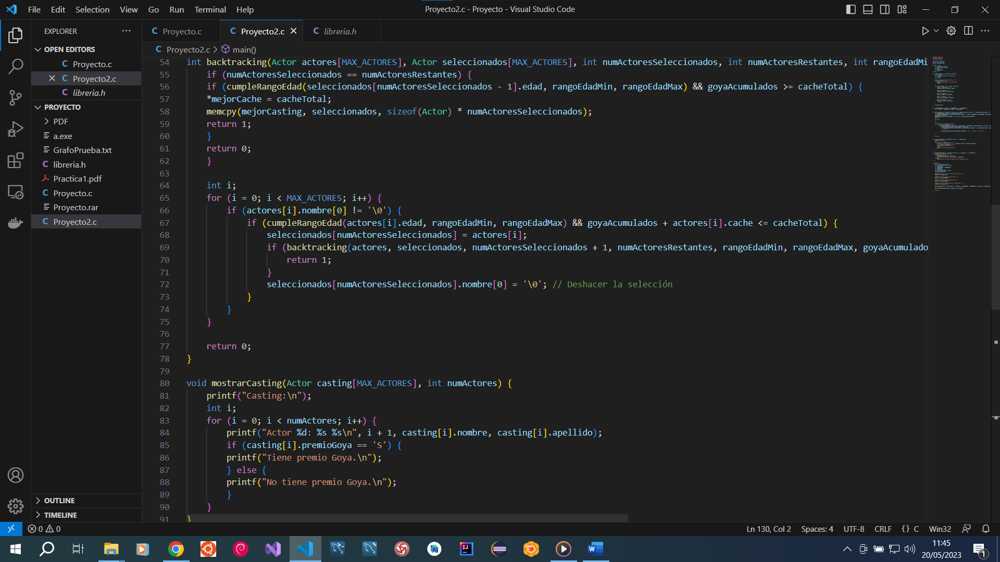 File Edit Selection View Go Run Terminal Help
Proyecto2.c - Proyecto - Visual Studio Code
EXPLORER
OPEN EDITORS
Proyecto.c
Proyecto2.c
libreria.h
PROYECTO
PDF
a.exe
GrafoPrueba.txt
libreria.h
Practica1.pdf
Proyecto.c
Proyecto.rar
Proyecto2.c
OUTLINE
TIMELINE
Proyecto.c Proyecto2.c libreria.h
Proyecto2.c > main()
54 int backtracking(Actor actores[MAX_ACTORES], Actor seleccionados[MAX_ACTORES], int numActoresSeleccionados, int numActoresRestantes, int rangoEdadMi
55 if (numActoresSeleccionados == numActoresRestantes) {
56 if (cumpleRangoEdad(seleccionados[numActoresSeleccionados - 1].edad, rangoEdadMin, rangoEdadMax) && goyaAcumulados >= cacheTotal) {
57 *mejorCache = cacheTotal;
58 memcpy(mejorCasting, seleccionados, sizeof(Actor) * numActoresSeleccionados);
59 return 1;
60 }
61 return 0;
62 }
63
64 int i;
65 for (i = 0; i < MAX_ACTORES; i++) {
66 if (actores[i].nombre[0] != '\0') {
67 if (cumpleRangoEdad(actores[i].edad, rangoEdadMin, rangoEdadMax) && goyaAcumulados + actores[i].cache <= cacheTotal) {
68 seleccionados[numActoresSeleccionados] = actores[i];
69 if (backtracking(actores, seleccionados, numActoresSeleccionados + 1, numActoresRestantes, rangoEdadMin, rangoEdadMax, goyaAcumulado
70 return 1;
71 }
72 seleccionados[numActoresSeleccionados].nombre[0] = '\0'; // Deshacer la selección
73 }
74 }
75 }
76
77 return 0;
78 }
79
80 void mostrarCasting(Actor casting[MAX_ACTORES], int numActores) {
81 printf("Casting:\n");
82 int i;
83 for (i = 0; i < numActores; i++) {
84 printf("Actor %d: %s %s\n", i + 1, casting[i].nombre, casting[i].apellido);
85 if (casting[i].premioGoya == 'S') {
86 printf("Tiene premio Goya.\n");
87 } else {
88 printf("No tiene premio Goya.\n");
89 }
90 }
91 }
0 0
Ln 130, Col 2 Spaces: 4 UTF-8 CRLF {} C Win32
11:45
20/05/2023
1